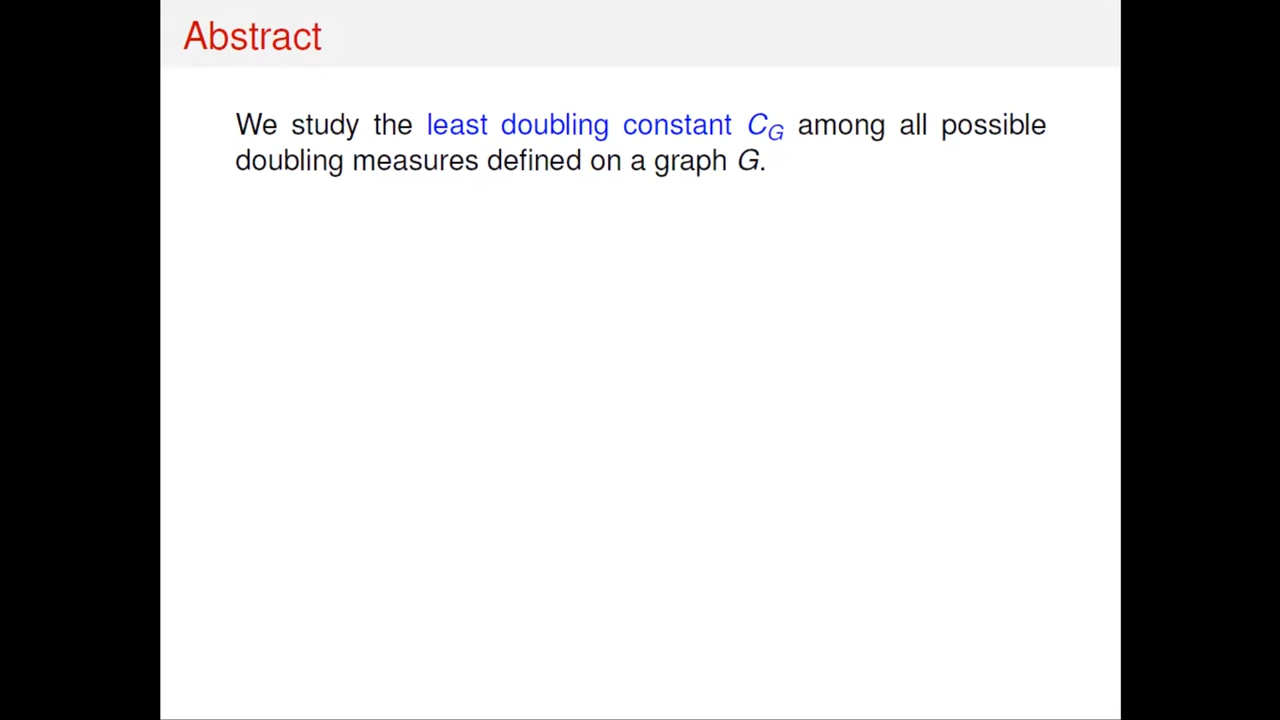 Abstract
We study the least doubling constant C_G among all possible
doubling measures defined on a graph G.